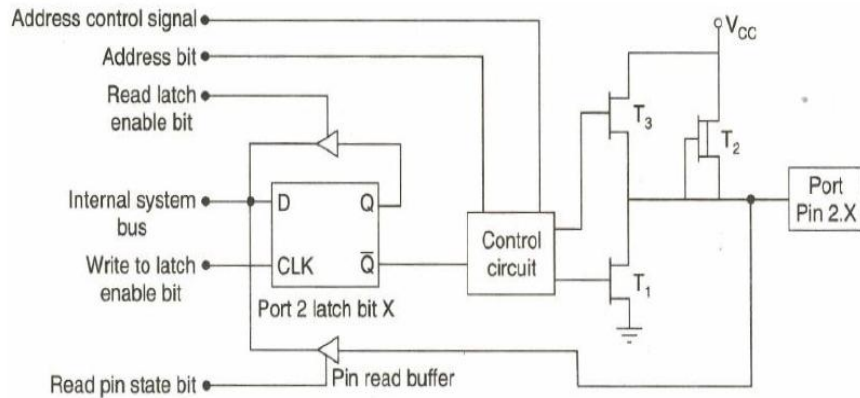 Address control signal
Address bit
Read latch
enable bit
Internal system
bus
Write to latch
enable bit
Read pin state bit
D
Q
CLK
Q̅
Port 2 latch bit X
Pin read buffer
Control
circuit
VCC
T3
T2
T1
Port
Pin 2.X